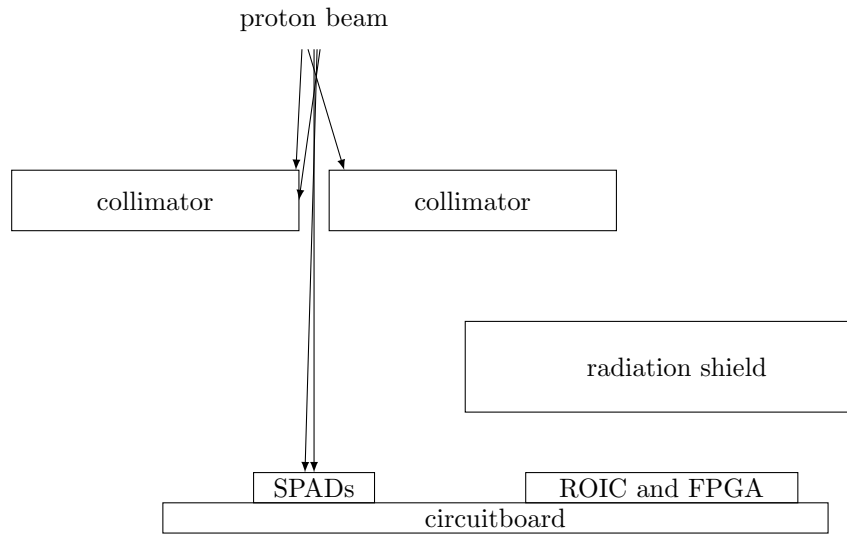 proton beam
collimator
collimator
radiation shield
SPADs
ROIC and FPGA
circuitboard